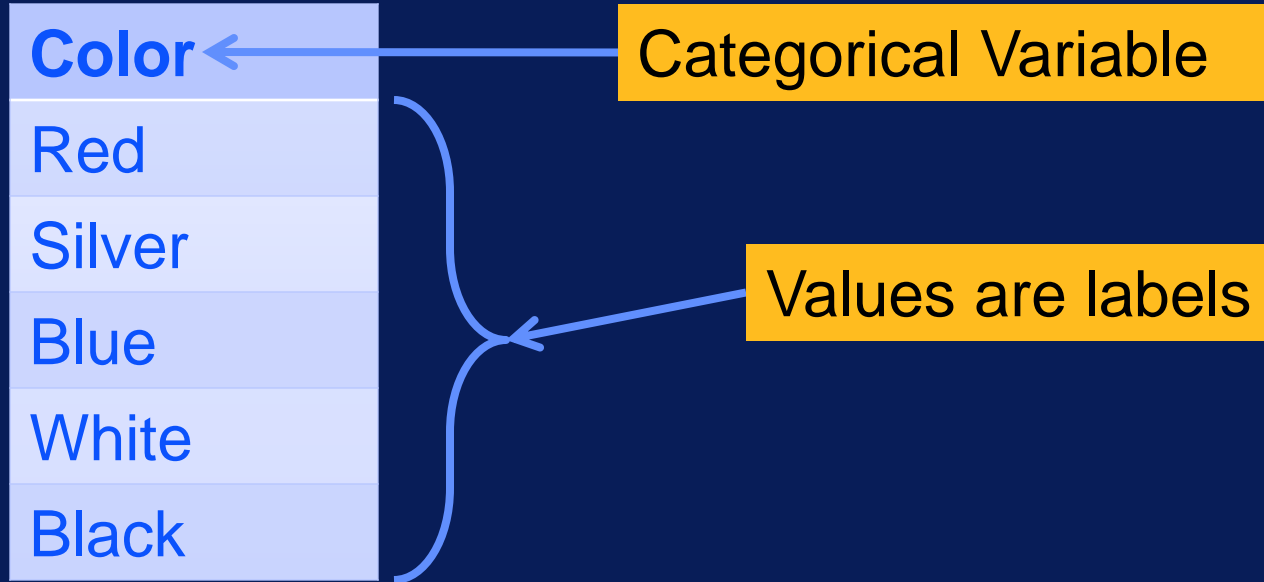 Color
Categorical Variable
Red
Silver
Blue
White
Black
Values are labels